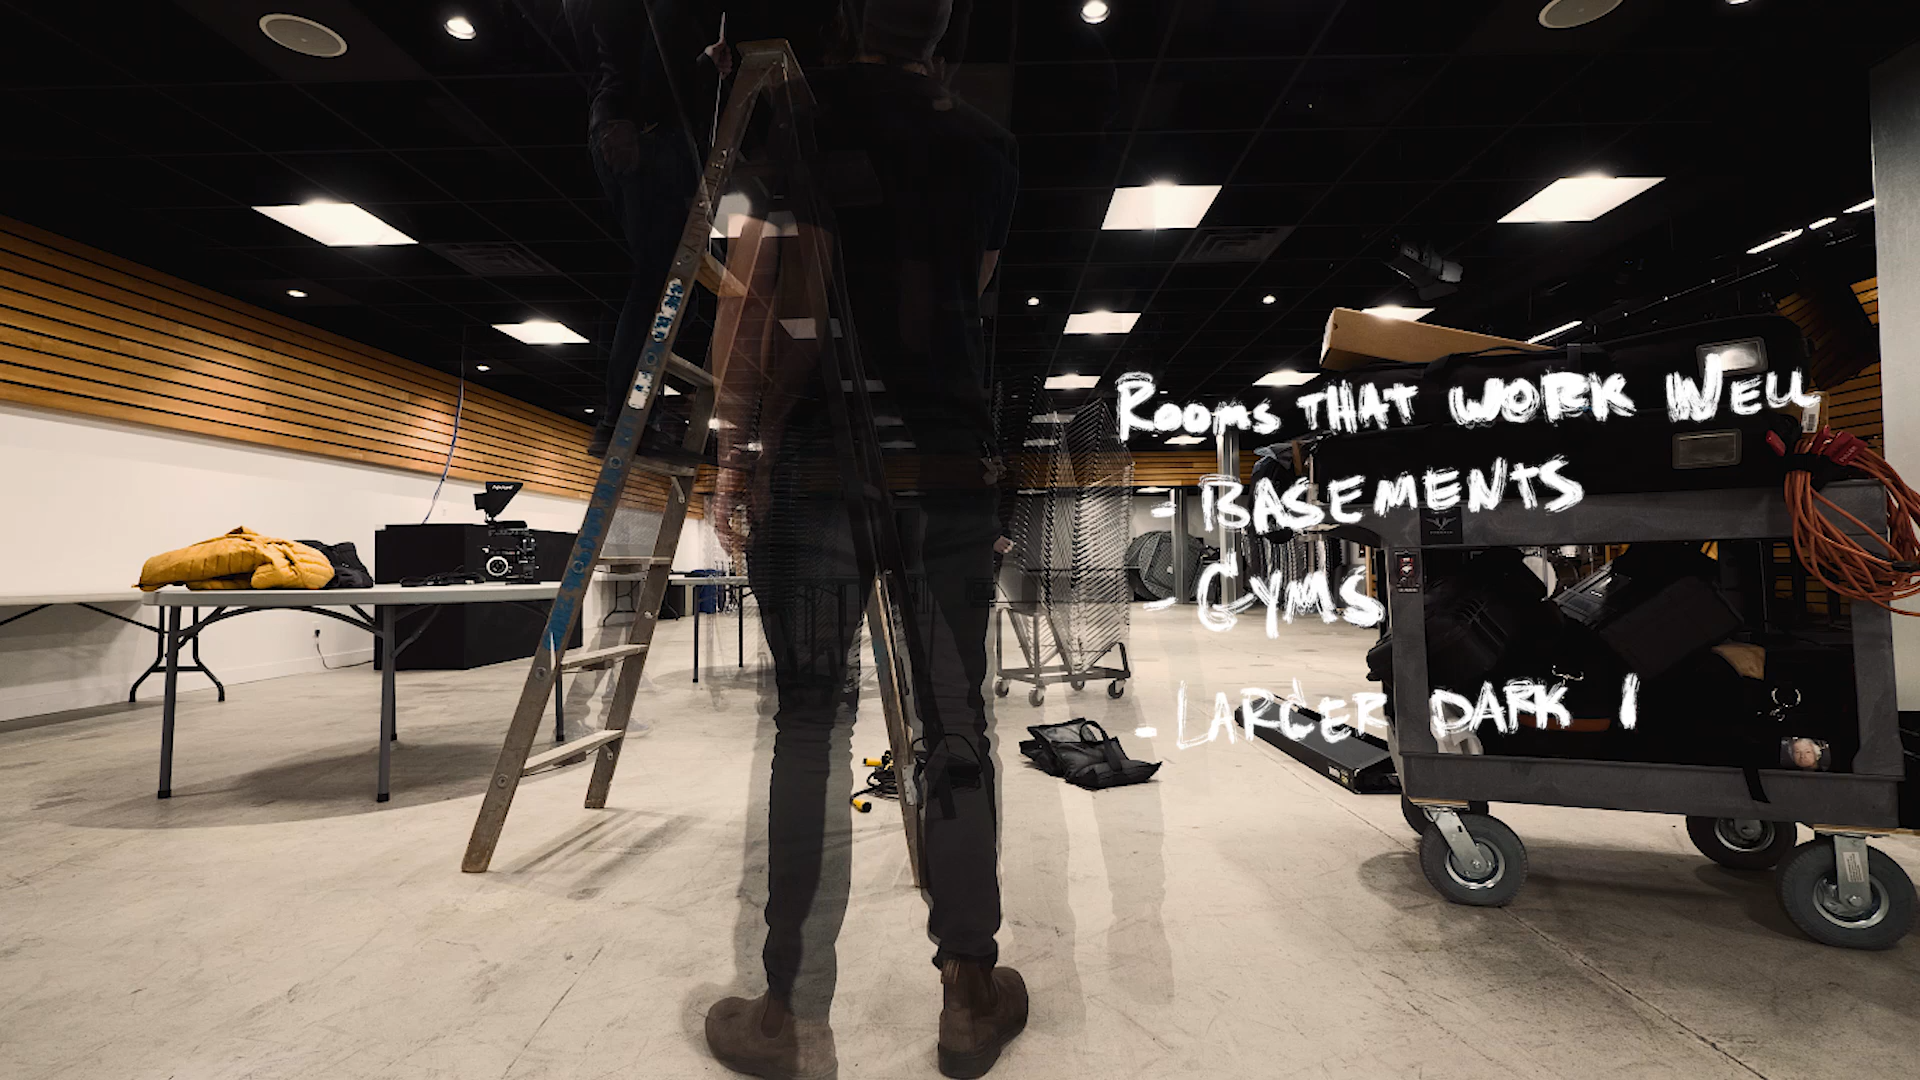 Rooms THAT WORK WELL
- BASEMENTS
- GYMS
- LARGER DARK